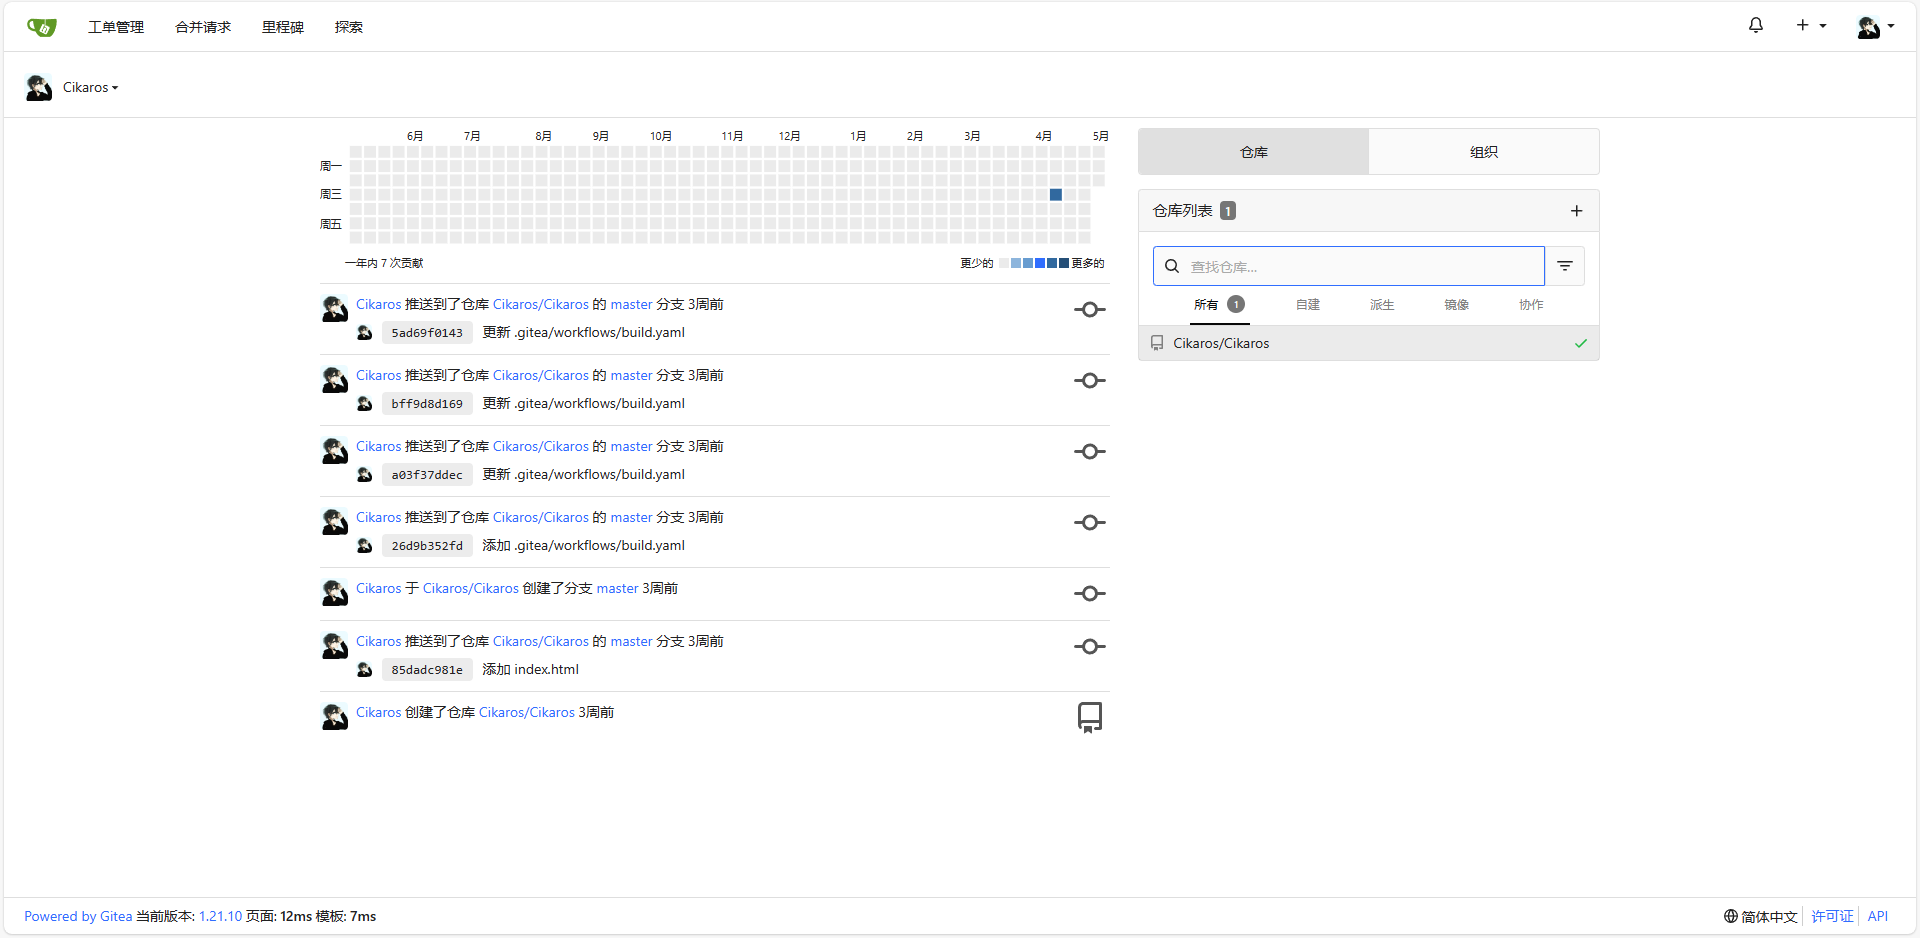 工单管理 合并请求 里程碑 探索
Cikaros
6月 7月 8月 9月 10月 11月 12月 1月 2月 3月 4月 5月
周一
周三
周五
一年内 7 次贡献 更少的 更多的
Cikaros 推送到了仓库 Cikaros/Cikaros 的 master 分支 3周前
5ad69f0143 更新 .gitea/workflows/build.yaml
Cikaros 推送到了仓库 Cikaros/Cikaros 的 master 分支 3周前
bff9d8d169 更新 .gitea/workflows/build.yaml
Cikaros 推送到了仓库 Cikaros/Cikaros 的 master 分支 3周前
a03f37ddec 更新 .gitea/workflows/build.yaml
Cikaros 推送到了仓库 Cikaros/Cikaros 的 master 分支 3周前
26d9b352fd 添加 .gitea/workflows/build.yaml
Cikaros 于 Cikaros/Cikaros 创建了分支 master 3周前
Cikaros 推送到了仓库 Cikaros/Cikaros 的 master 分支 3周前
85dadc981e 添加 index.html
Cikaros 创建了仓库 Cikaros/Cikaros 3周前
仓库 组织
仓库列表 1
查找仓库...
所有 1 自建 派生 镜像 协作
Cikaros/Cikaros
Powered by Gitea 当前版本: 1.21.10 页面: 12ms 模板: 7ms
简体中文 许可证 API